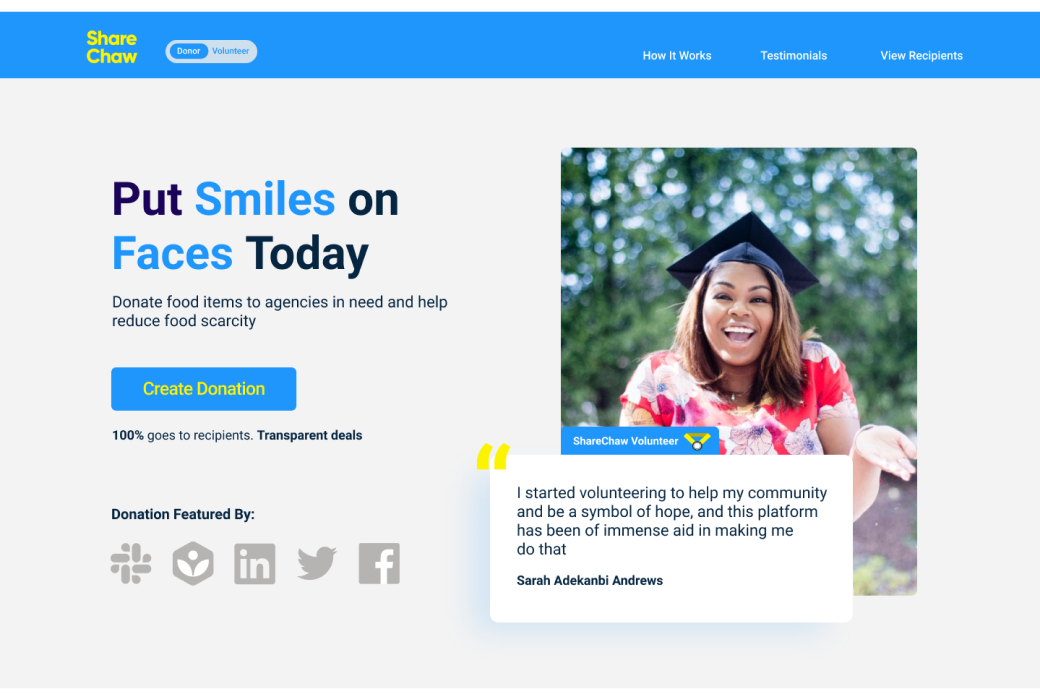 Share
Chaw
Donor Volunteer
How It Works Testimonials View Recipients
Put Smiles on
Faces Today
Donate food items to agencies in need and help
reduce food scarcity
Create Donation
100% goes to recipients. Transparent deals
Donation Featured By:
in f
ShareChaw Volunteer
“
I started volunteering to help my community
and be a symbol of hope, and this platform
has been of immense aid in making me
do that
Sarah Adekanbi Andrews